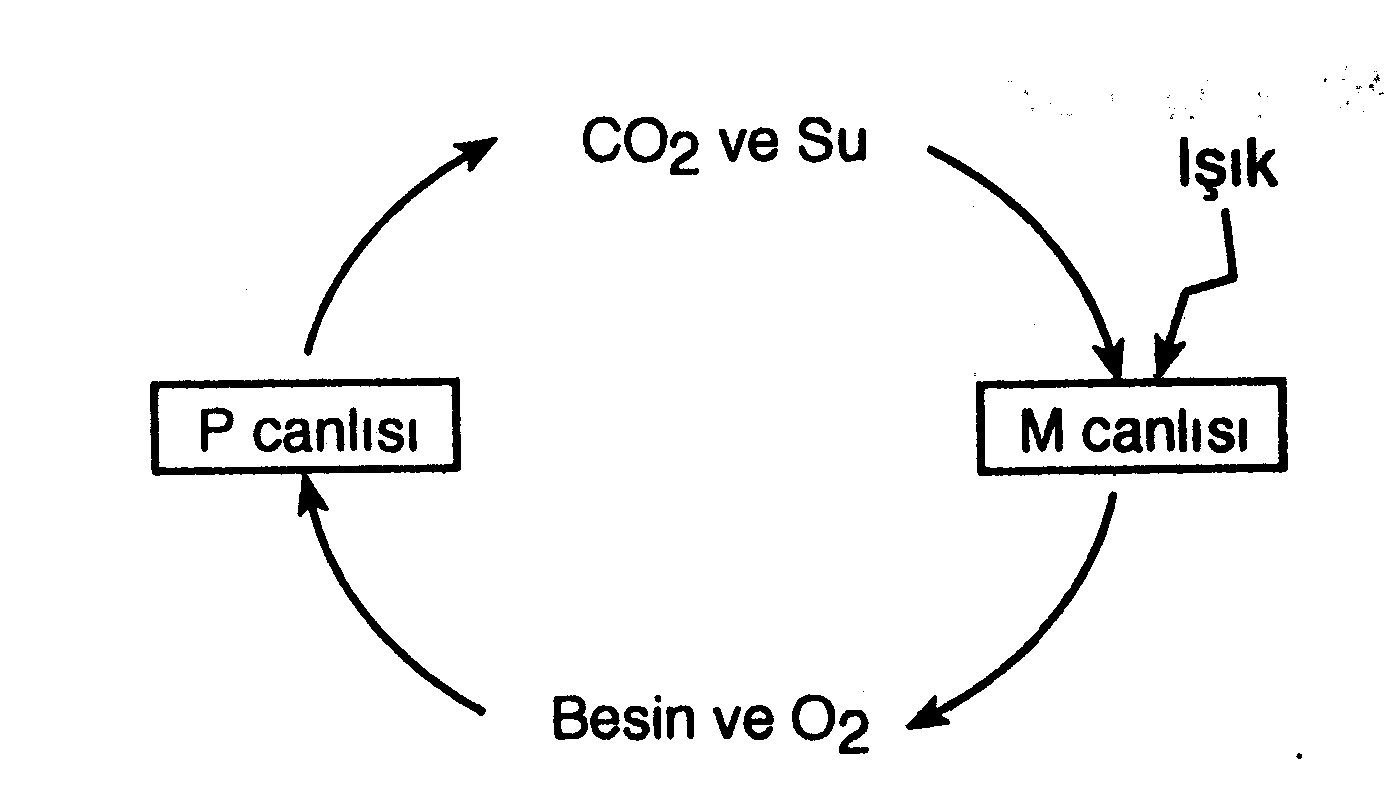 CO2 ve Su
Işık
P canlısı
M canlısı
Besin ve O2